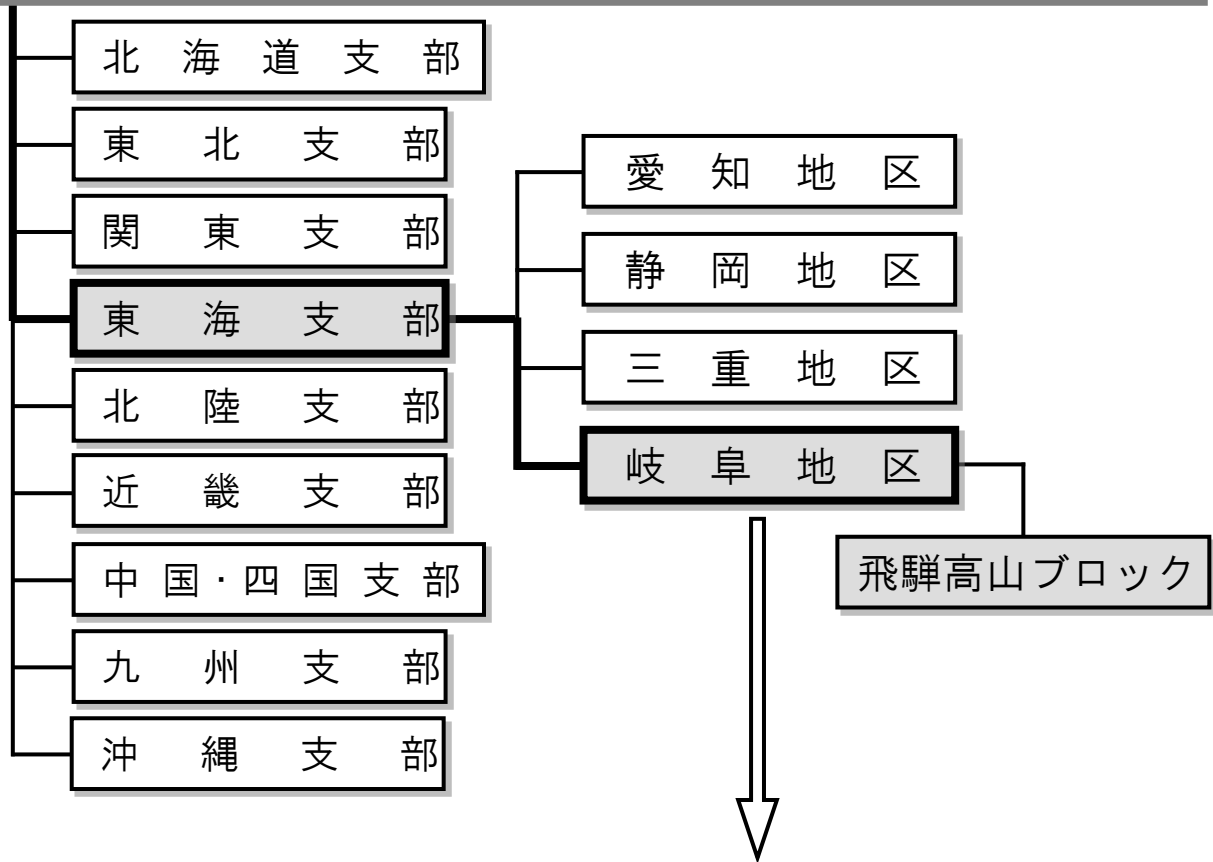 北海道支部
東北支部
関東支部
東海支部
北陸支部
近畿支部
中国・四国支部
九州支部
沖縄支部
愛知地区
静岡地区
三重地区
岐阜地区
飛騨高山ブロック